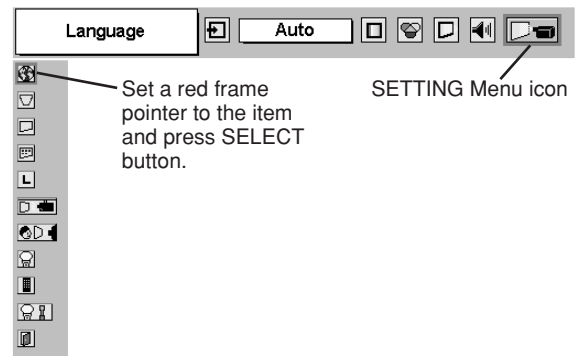 Language
Auto
Set a red frame
pointer to the item
and press SELECT
button.
SETTING Menu icon
L